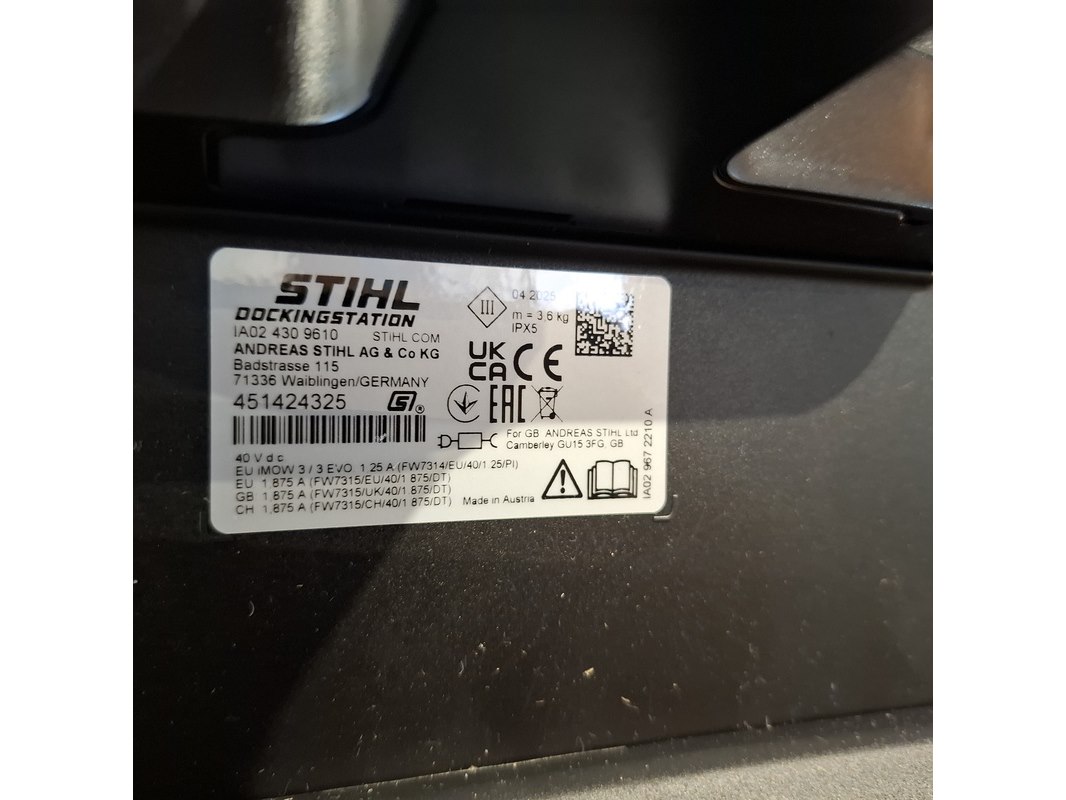 STIHL
DOCKINGSTATION
IA02 430 9610 STIHL COM
ANDREAS STIHL AG & Co KG
Badstrasse 115
71336 Waiblingen/GERMANY
451424325
III
04 2025
m = 3.6 kg
IPX5
UK
CA CE
EAC
For GB ANDREAS STIHL Ltd
Camberley GU15 3FG, GB
40 V d c
EU iMOW 3 / 3 EVO 1.25 A (FW7314/EU/40/1.25/PI)
EU 1,875 A (FW7315/EU/40/1 875/DT)
GB 1,875 A (FW7315/UK/40/1 875/DT)
CH 1,875 A (FW7315/CH/40/1 875/DT)
Made in Austria
IA02 967 2210 A